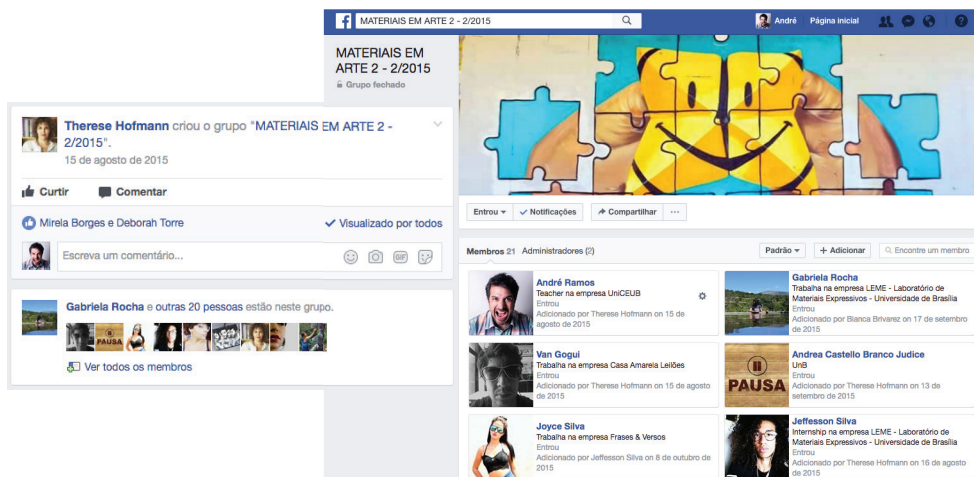 Therese Hofmann criou o grupo "MATERIAIS EM ARTE 2 -
2/2015".
15 de agosto de 2015
Curtir Comentar
Mirela Borges e Deborah Torre Visualizado por todos
Escreva um comentário...
GIF
Gabriela Rocha e outras 20 pessoas estão neste grupo.
PAUSA
Ver todos os membros
MATERIAIS EM ARTE 2 - 2/2015
André Página inicial
MATERIAIS EM
ARTE 2 - 2/2015
Grupo fechado
Entrou Notificações Compartilhar ...
Membros 21 Administradores (2) Padrão + Adicionar Encontre um membro
André Ramos
Teacher na empresa UniCEUB
Entrou
Adicionado por Therese Hofmann on 15 de
agosto de 2015
Gabriela Rocha
Trabalha na empresa LEME - Laboratório de
Materiais Expressivos - Universidade de Brasília
Entrou
Adicionado por Bianca Brivarez on 17 de setembro
de 2015
Van Gogui
Trabalha na empresa Casa Amarela Leilões
Entrou
Adicionado por Therese Hofmann on 15 de agosto
de 2015
PAUSA
Andrea Castello Branco Judice
UnB
Entrou
Adicionado por Therese Hofmann on 13 de
setembro de 2015
Joyce Silva
Trabalha na empresa Frases & Versos
Entrou
Adicionado por Jeffesson Silva on 8 de outubro de
2015
Jeffesson Silva
Internship na empresa LEME - Laboratório de
Materiais Expressivos - Universidade de Brasília
Entrou
Adicionado por Therese Hofmann on 16 de agosto
de 2015